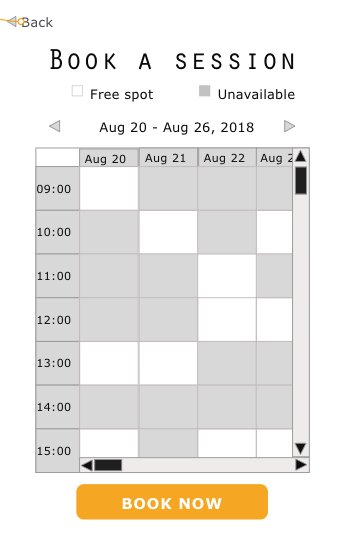 Back
BOOK A SESSION
Free spot Unavailable
Aug 20 - Aug 26, 2018
Aug 20 Aug 21 Aug 22 Aug 2
09:00
10:00
11:00
12:00
13:00
14:00
15:00
BOOK NOW